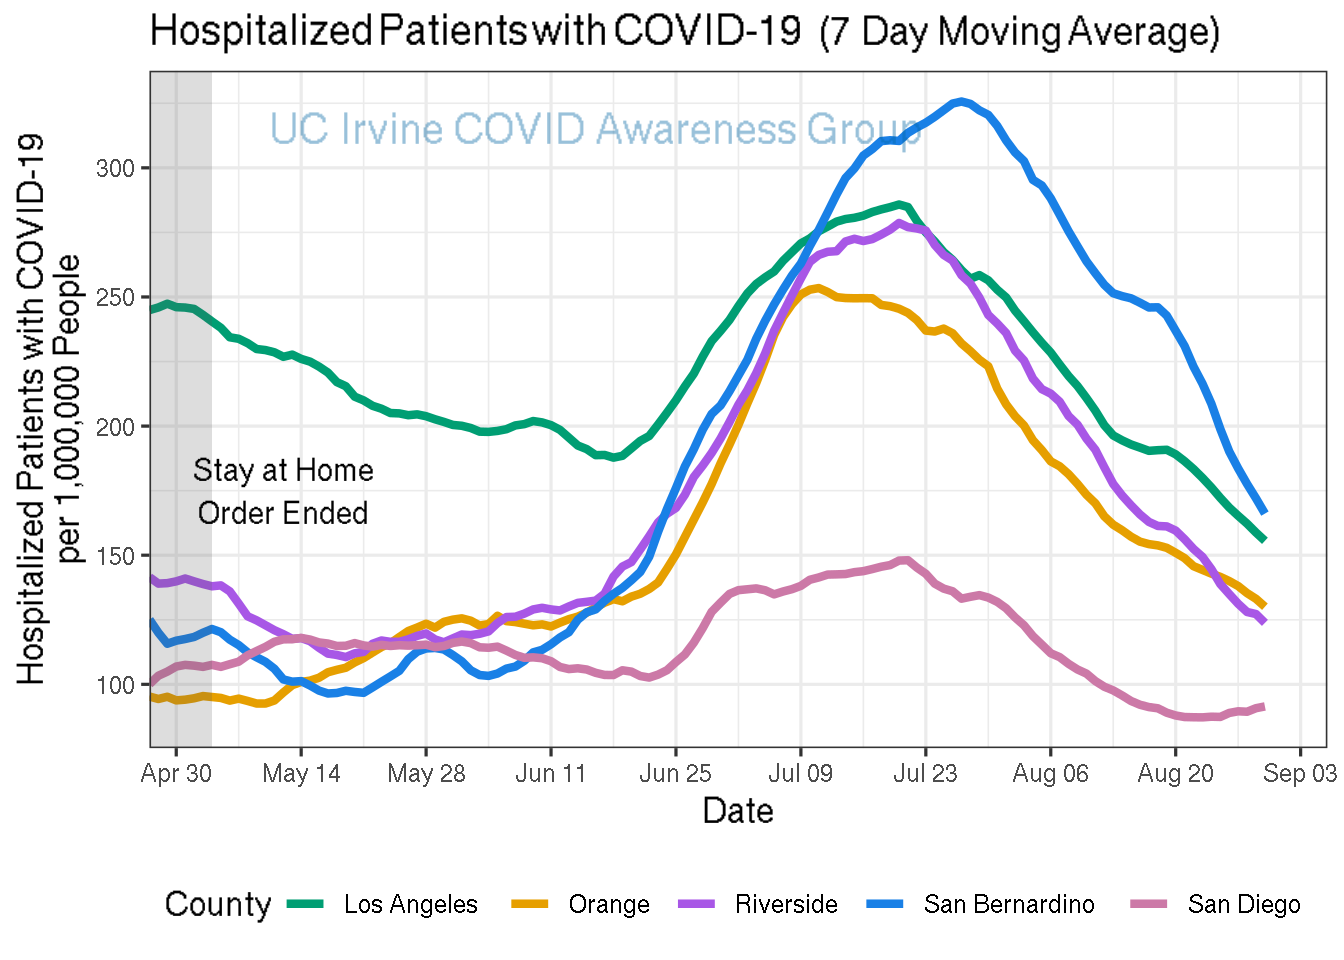 Hospitalized Patients with COVID-19 (7 Day Moving Average)
UC Irvine COVID Awareness Group
Hospitalized Patients with COVID-19
per 1,000,000 People
300
250
200
150
100
Stay at Home
Order Ended
Apr 30 May 14 May 28 Jun 11 Jun 25 Jul 09 Jul 23 Aug 06 Aug 20 Sep 03
Date
County Los Angeles Orange Riverside San Bernardino San Diego